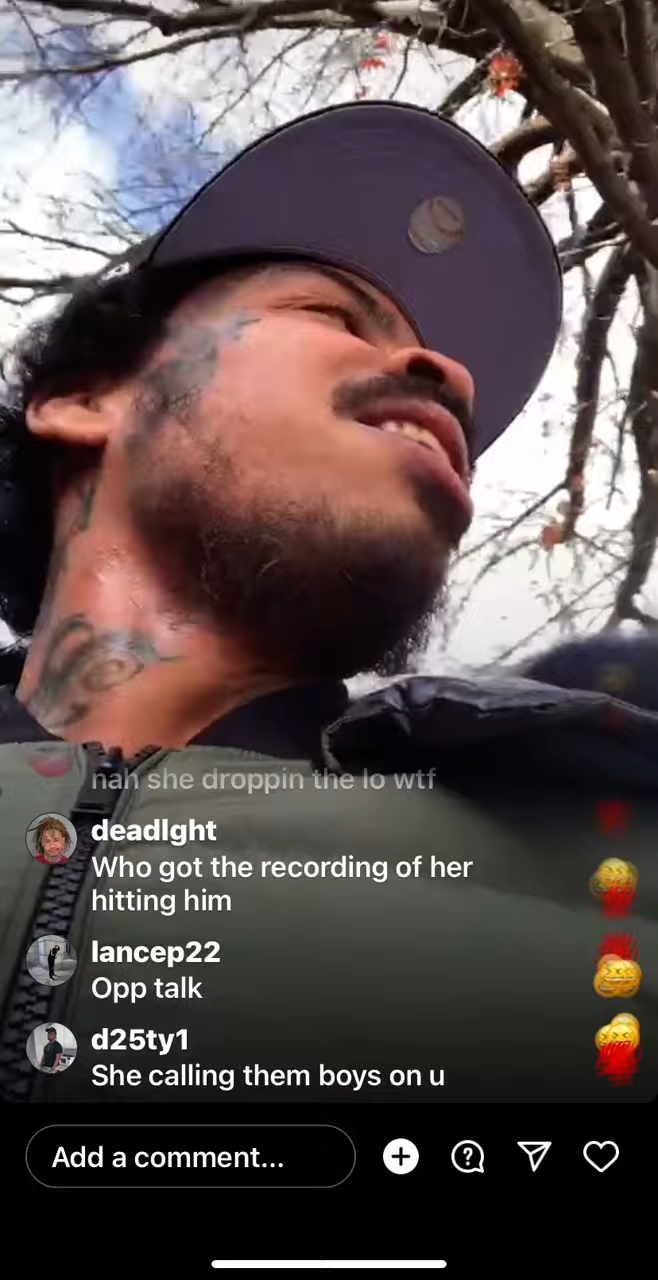 nah she droppin the lo wtf
deadlght
Who got the recording of her
hitting him
lancep22
Opp talk
d25ty1
She calling them boys on u
Add a comment...